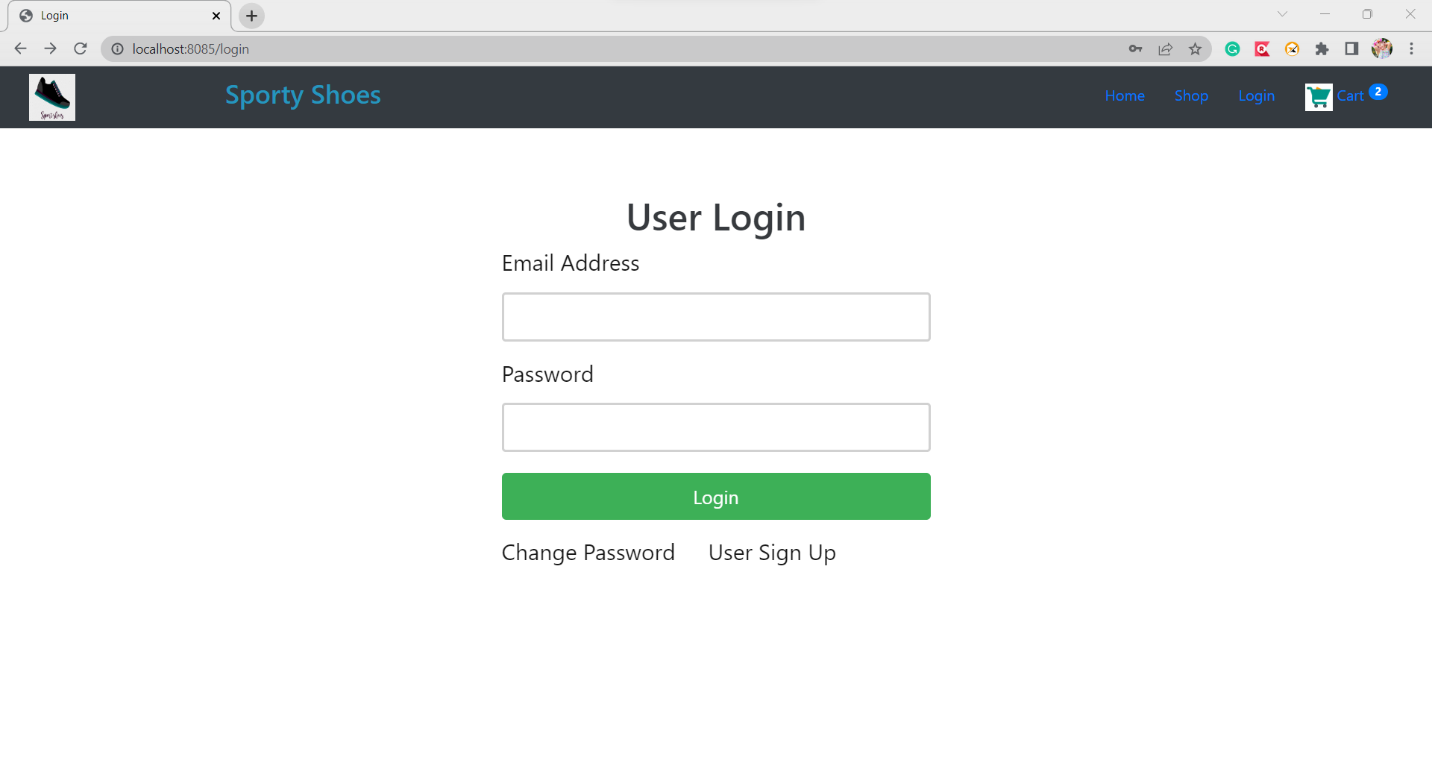 Login
localhost:8085/login
Sporty Shoes
Home
Shop
Login
Cart 2
User Login
Email Address
Password
Login
Change Password User Sign Up